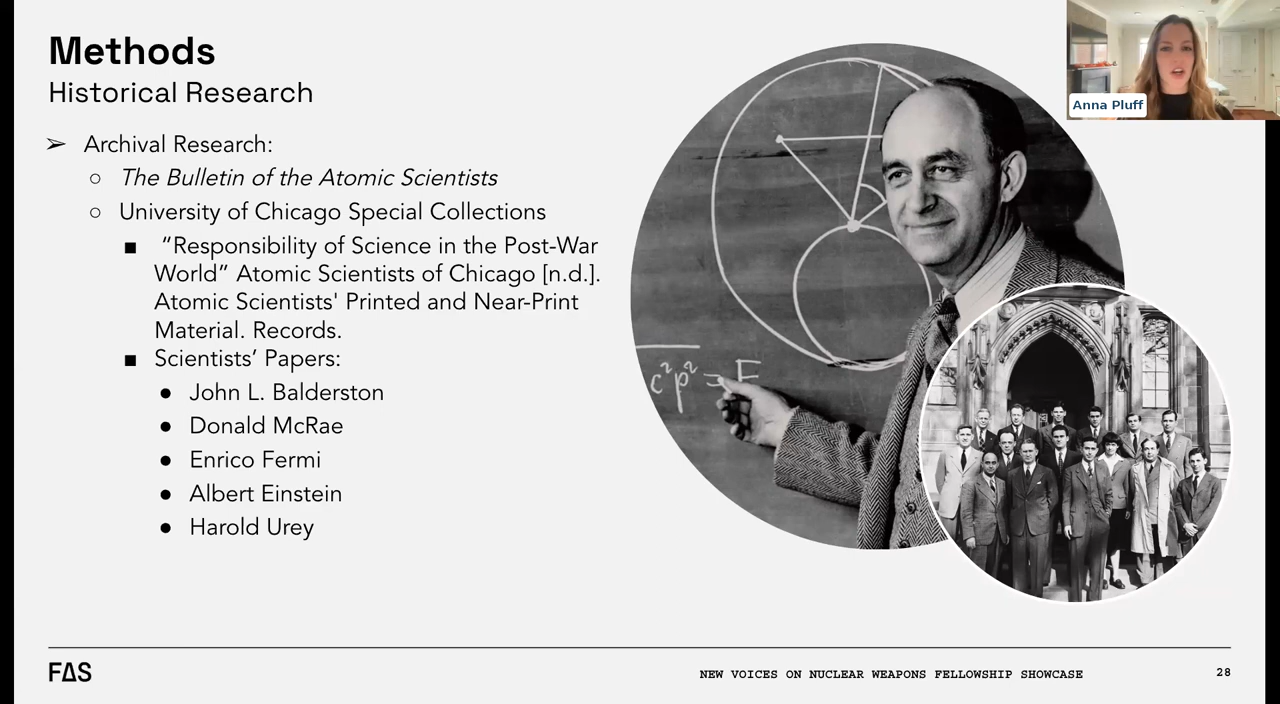 Methods
Historical Research
➢ Archival Research:
○ The Bulletin of the Atomic Scientists
○ University of Chicago Special Collections
■ “Responsibility of Science in the Post-War
World” Atomic Scientists of Chicago [n.d.].
Atomic Scientists' Printed and Near-Print
Material. Records.
■ Scientists’ Papers:
● John L. Balderston
● Donald McRae
● Enrico Fermi
● Albert Einstein
● Harold Urey
c²p² = E
Anna Pluff
FΔS
NEW VOICES ON NUCLEAR WEAPONS FELLOWSHIP SHOWCASE
28